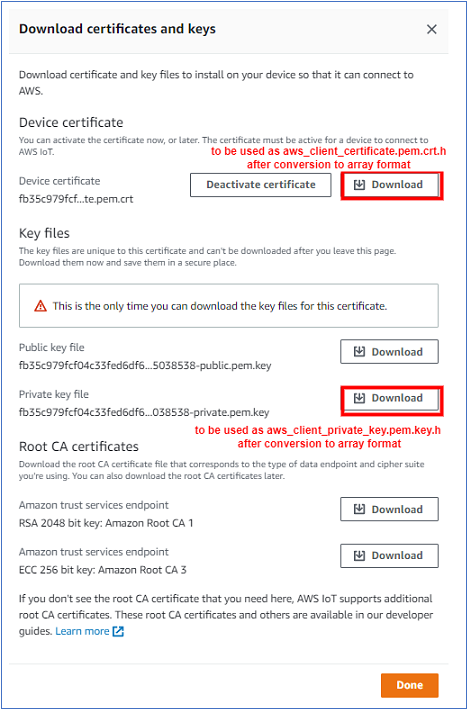 Download certificates and keys
Download certificate and key files to install on your device so that it can connect to
AWS.
Device certificate
You can activate the certificate now, or later. The certificate must be active for a device to connect to
AWS IoT.
to be used as aws_client_certificate.pem.crt.h
after conversion to array format
Device certificate
fb35c979fcf...te.pem.crt
Deactivate certificate
Download
Key files
The key files are unique to this certificate and can't be downloaded after you leave this page.
Download them now and save them in a secure place.
This is the only time you can download the key files for this certificate.
Public key file
fb35c979fcf04c33fed6df6...5038538-public.pem.key
Download
Private key file
fb35c979fcf04c33fed6df6...038538-private.pem.key
Download
to be used as aws_client_private_key.pem.key.h
after conversion to array format
Root CA certificates
Download the root CA certificate file that corresponds to the type of data endpoint and cipher suite
you're using. You can also download the root CA certificates later.
Amazon trust services endpoint
RSA 2048 bit key: Amazon Root CA 1
Download
Amazon trust services endpoint
ECC 256 bit key: Amazon Root CA 3
Download
If you don't see the root CA certificate that you need here, AWS IoT supports additional
root CA certificates. These root CA certificates and others are available in our developer
guides. Learn more
Done